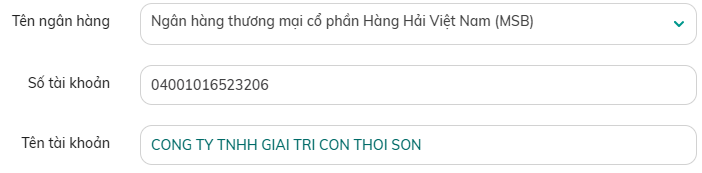 Tên ngân hàng Ngân hàng thương mại cổ phần Hàng Hải Việt Nam (MSB)
Số tài khoản 04001016523206
Tên tài khoản CONG TY TNHH GIAI TRI CON THOI SON